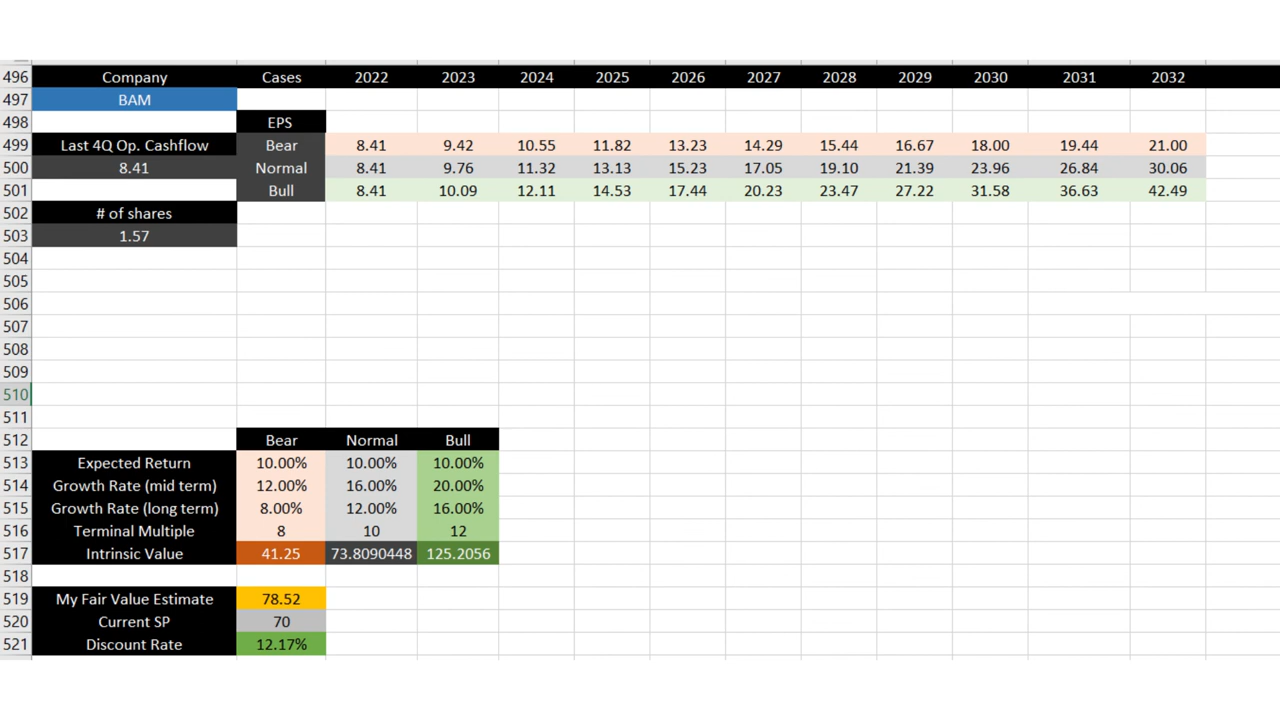 496 Company Cases 2022 2023 2024 2025 2026 2027 2028 2029 2030 2031 2032
497 BAM
498 EPS
499 Last 4Q Op. Cashflow Bear 8.41 9.42 10.55 11.82 13.23 14.29 15.44 16.67 18.00 19.44 21.00
500 8.41 Normal 8.41 9.76 11.32 13.13 15.23 17.05 19.10 21.39 23.96 26.84 30.06
501 Bull 8.41 10.09 12.11 14.53 17.44 20.23 23.47 27.22 31.58 36.63 42.49
502 # of shares
503 1.57
504
505
506
507
508
509
510
511
512 Bear Normal Bull
513 Expected Return 10.00% 10.00% 10.00%
514 Growth Rate (mid term) 12.00% 16.00% 20.00%
515 Growth Rate (long term) 8.00% 12.00% 16.00%
516 Terminal Multiple 8 10 12
517 Intrinsic Value 41.25 73.8090448 125.2056
518
519 My Fair Value Estimate 78.52
520 Current SP 70
521 Discount Rate 12.17%